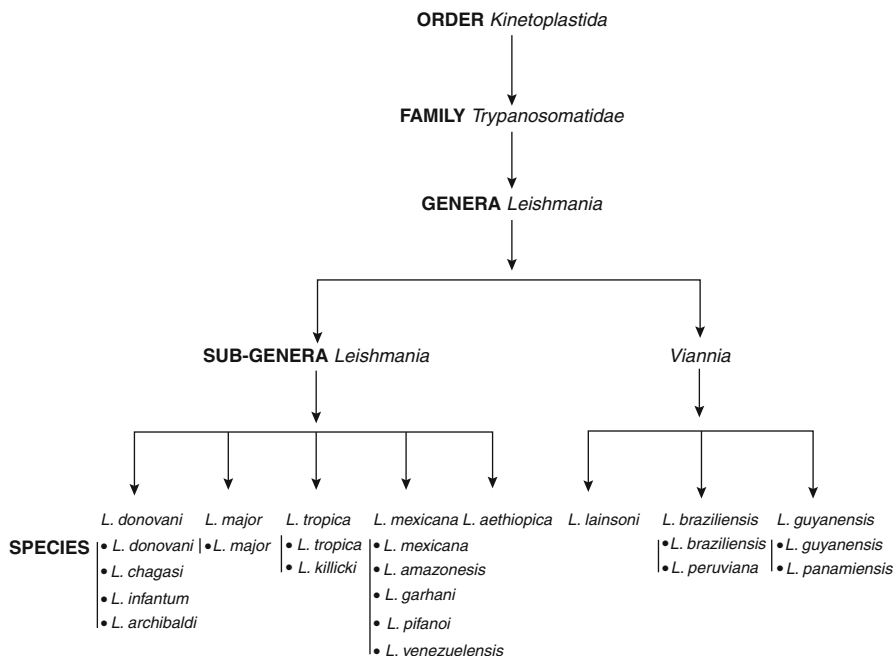 ORDER Kinetoplastida
FAMILY Trypanosomatidae
GENERA Leishmania
SUB-GENERA Leishmania Viannia
L. donovani L. major L. tropica L. mexicana L. aethiopica L. lainsoni L. braziliensis L. guyanensis
SPECIES • L. donovani • L. major • L. tropica • L. mexicana • L. braziliensis • L. guyanensis
• L. chagasi • L. killicki • L. amazonesis • L. peruviana • L. panamiensis
• L. infantum • L. garhani
• L. archibaldi • L. pifanoi
• L. venezuelensis